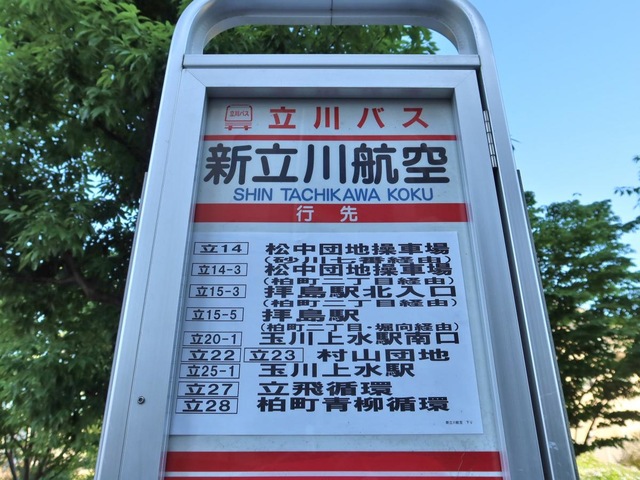 立川バス 立川バス
新立川航空
SHIN TACHIKAWA KOKU
行先
立14 松中団地操車場
(砂川七番経由)
立14-3 松中団地操車場
(柏町二丁目経由)
立15-3 拝島駅北入口
(柏町二丁目経由)
立15-5 拝島駅
(柏町二丁目・堀向経由)
立20-1 玉川上水駅南口
立22 立23 村山団地
立25-1 玉川上水駅
立27 立飛循環
立28 柏町青柳循環